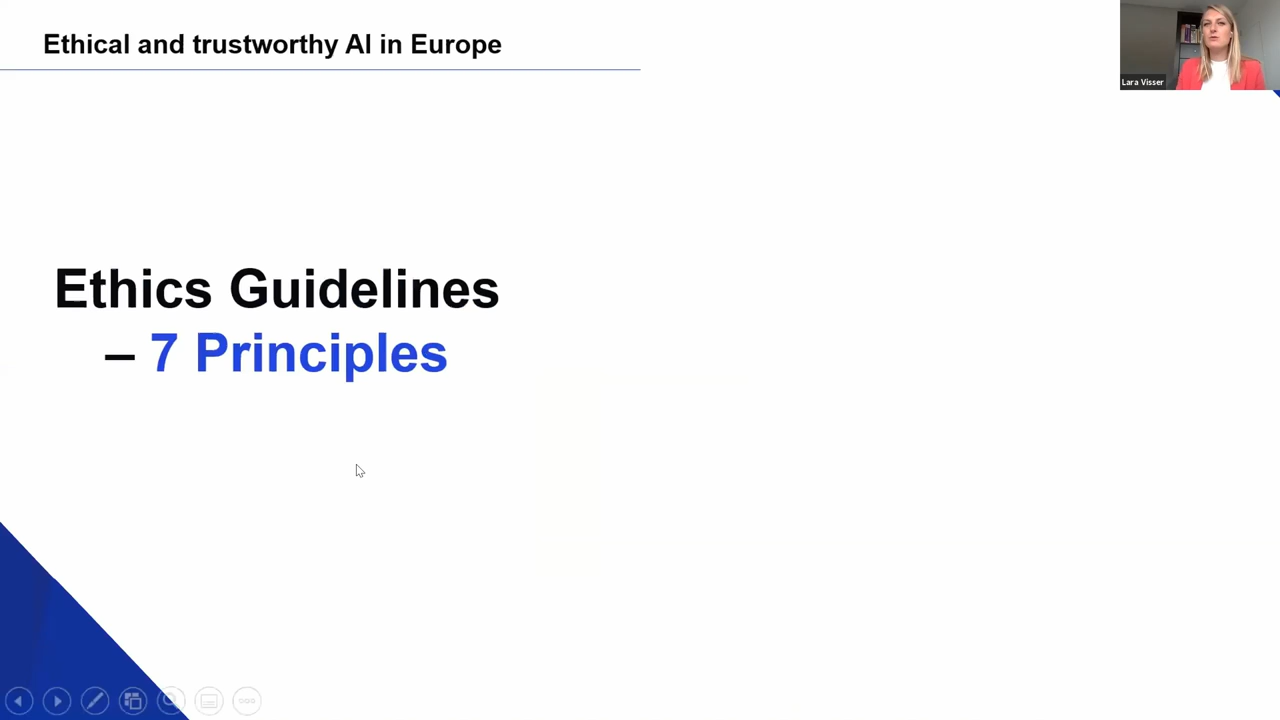 Ethical and trustworthy AI in Europe
Lara Visser
Ethics Guidelines
– 7 Principles